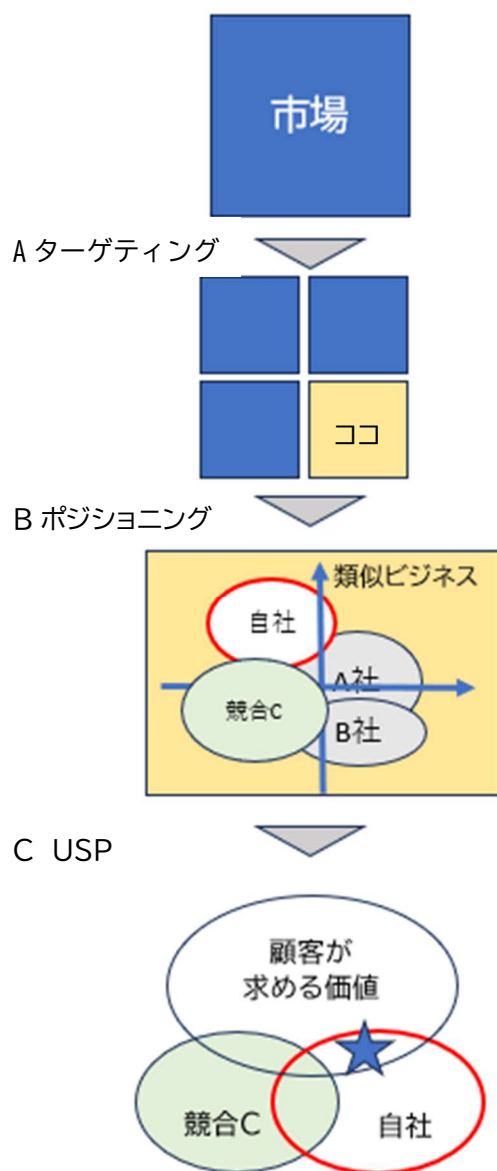 市場
A ターゲティング
ココ
B ポジショニング
類似ビジネス
自社
A社
競合C
B社
C USP
顧客が
求める価値
競合C
自社